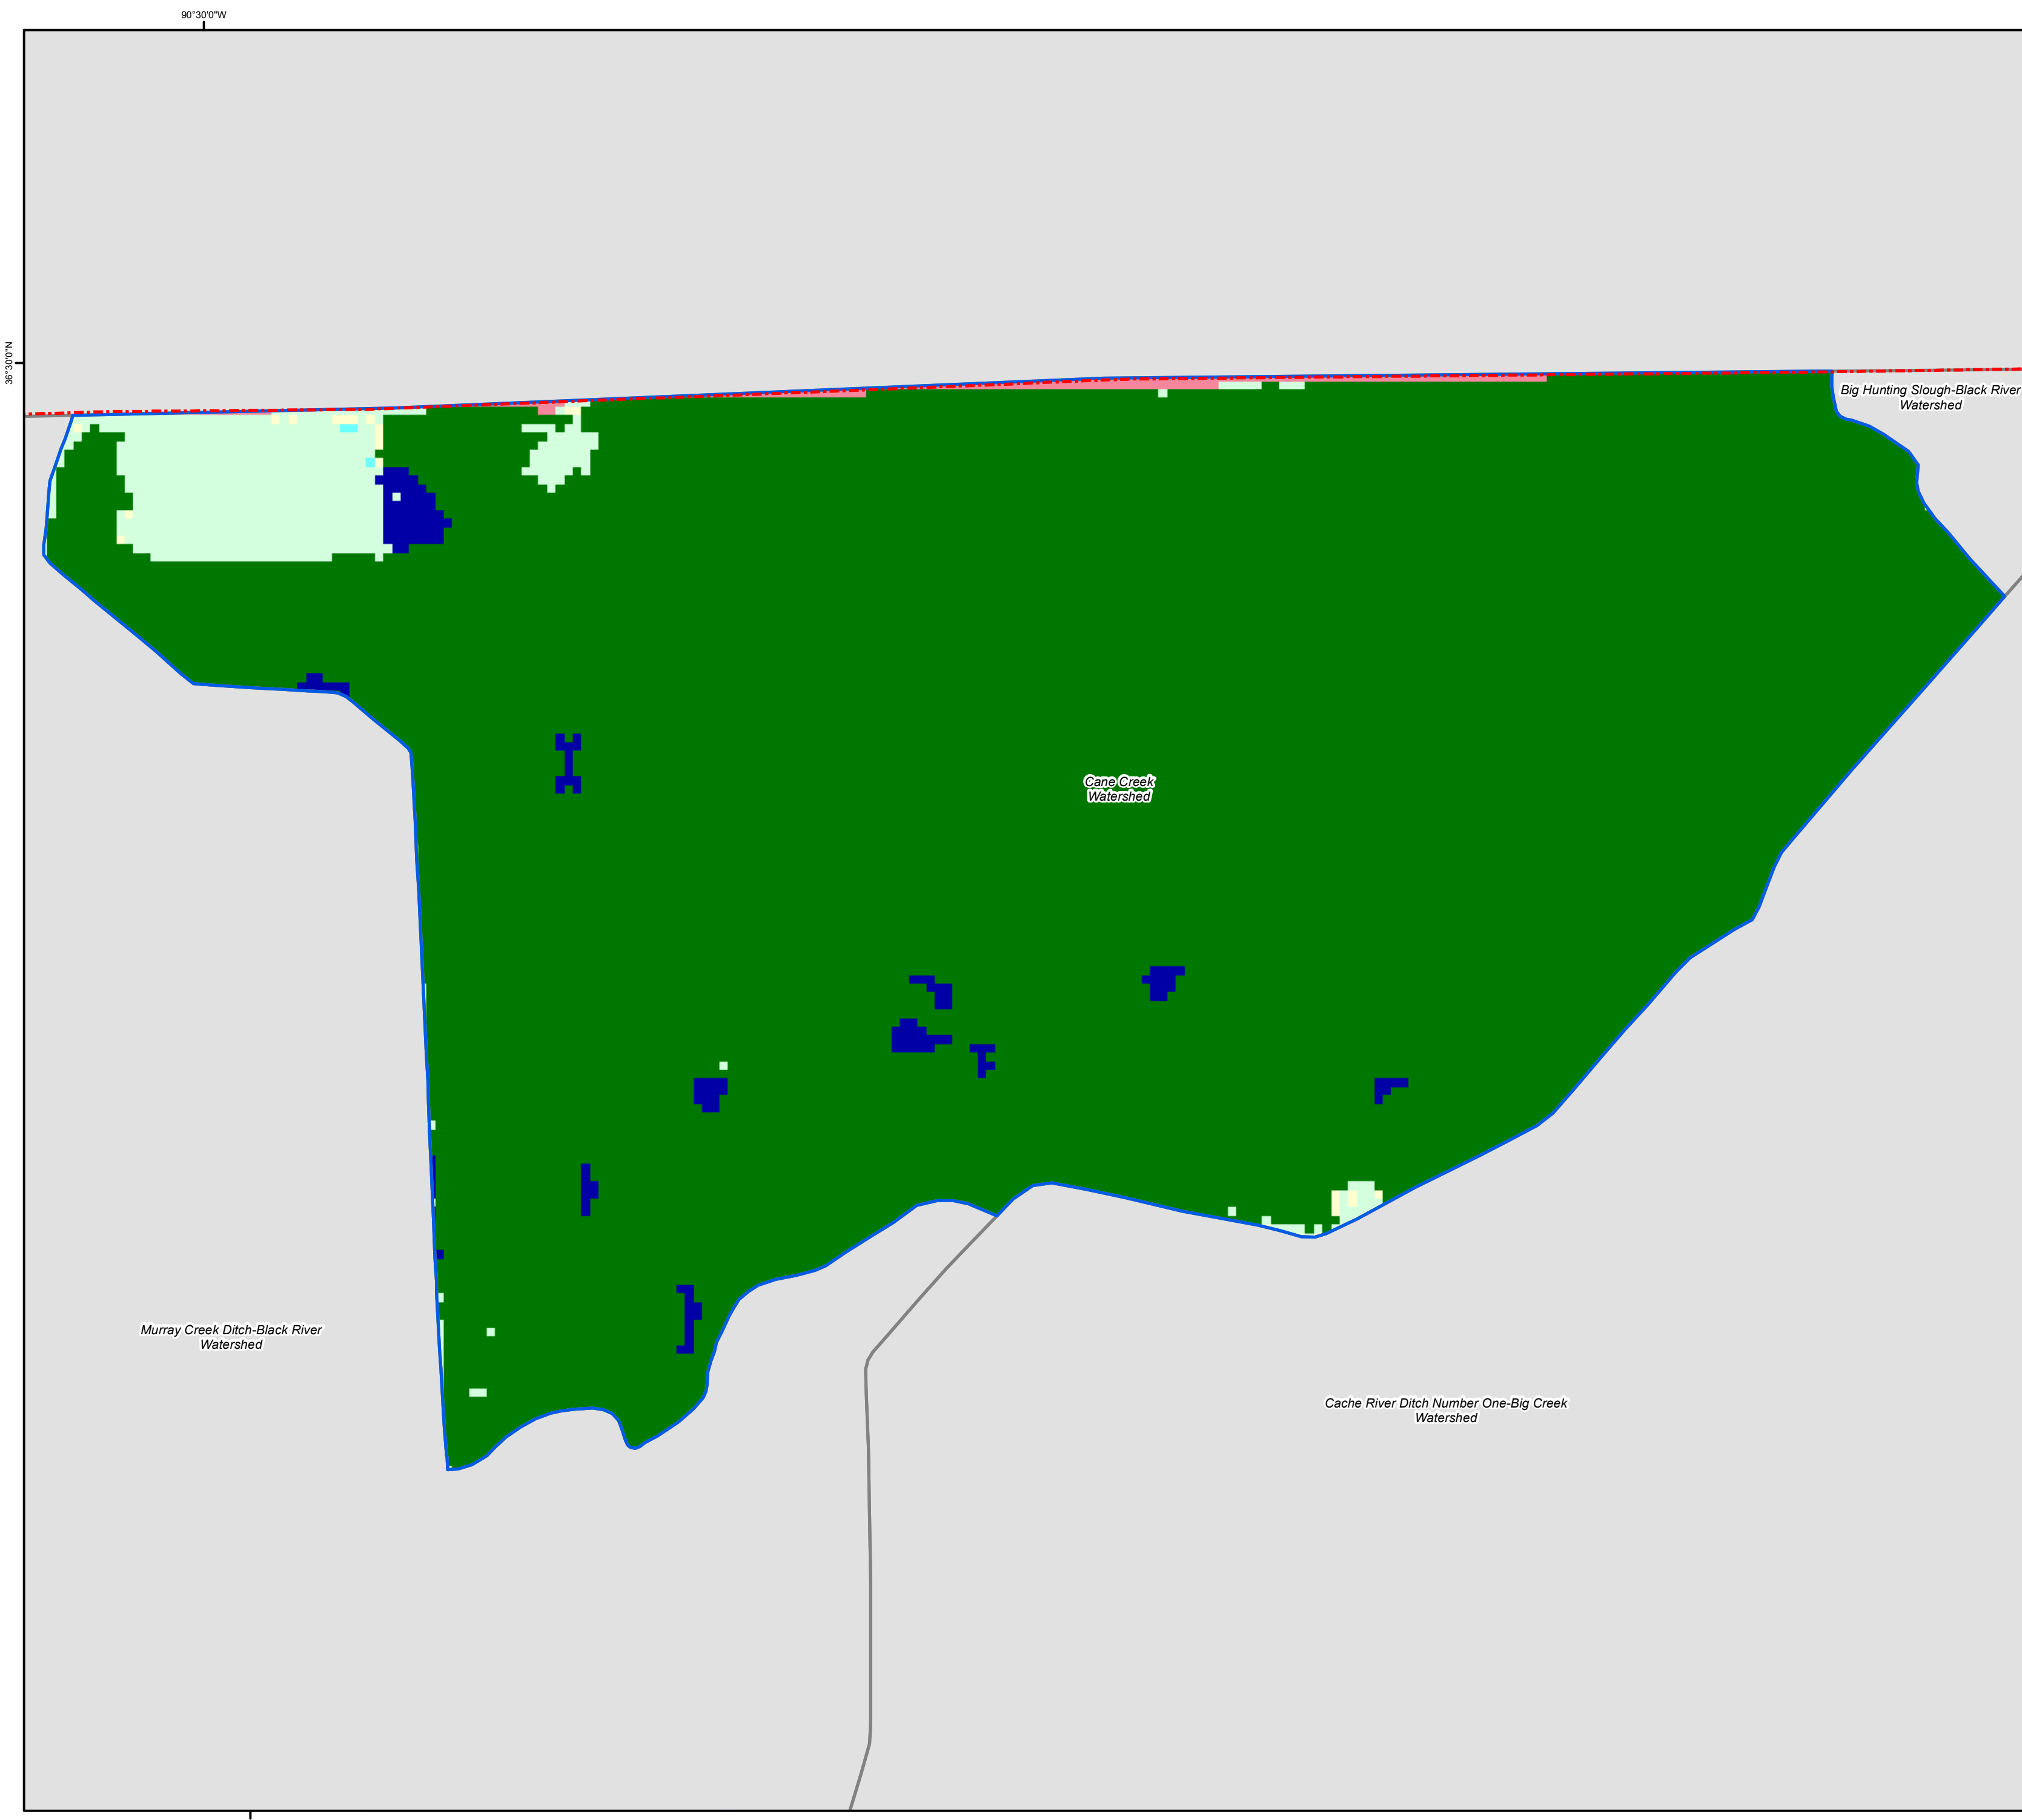 90°30'0"W
36°30'0"N
Big Hunting Slough-Black River
Watershed
Cane Creek
Watershed
Murray Creek Ditch-Black River
Watershed
Cache River Ditch Number One-Big Creek
Watershed